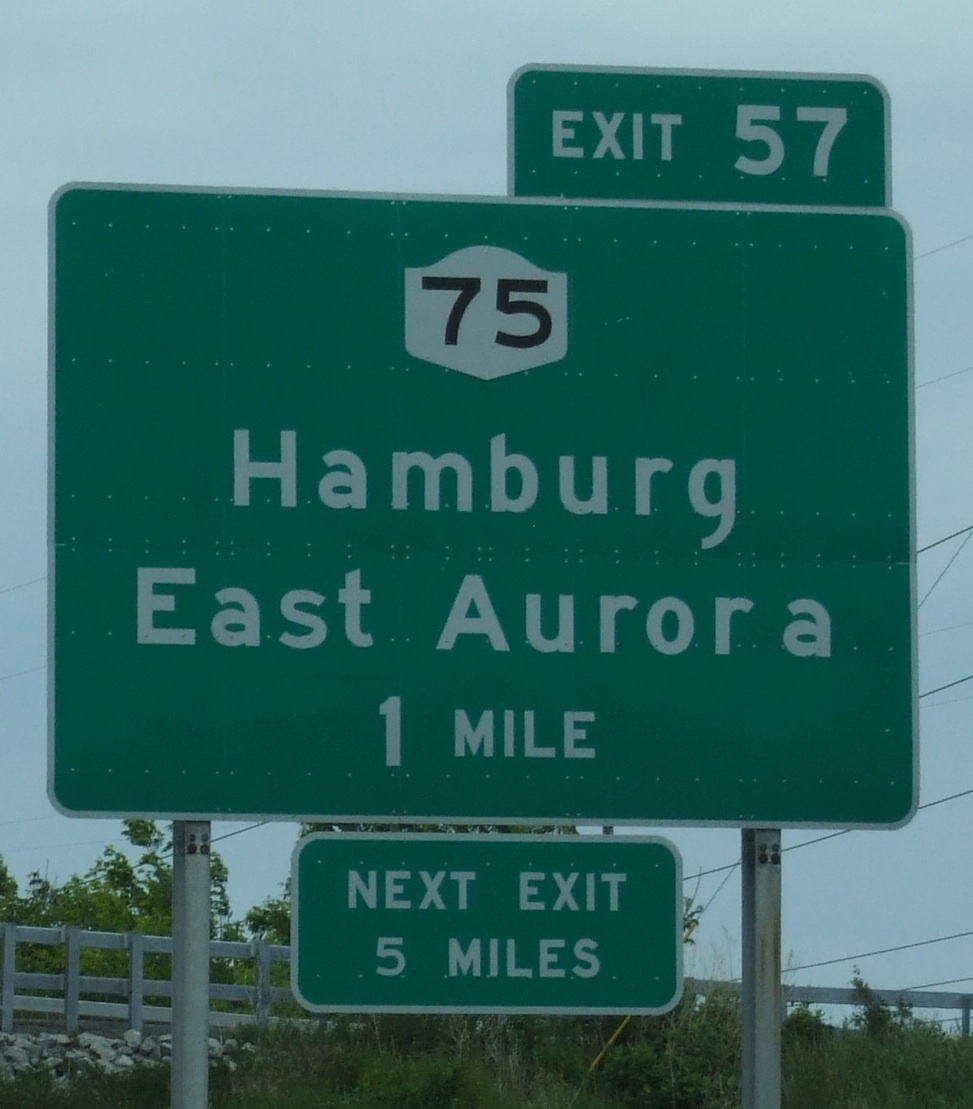 EXIT 57
75
Hamburg
East Aurora
1 MILE
NEXT EXIT
5 MILES